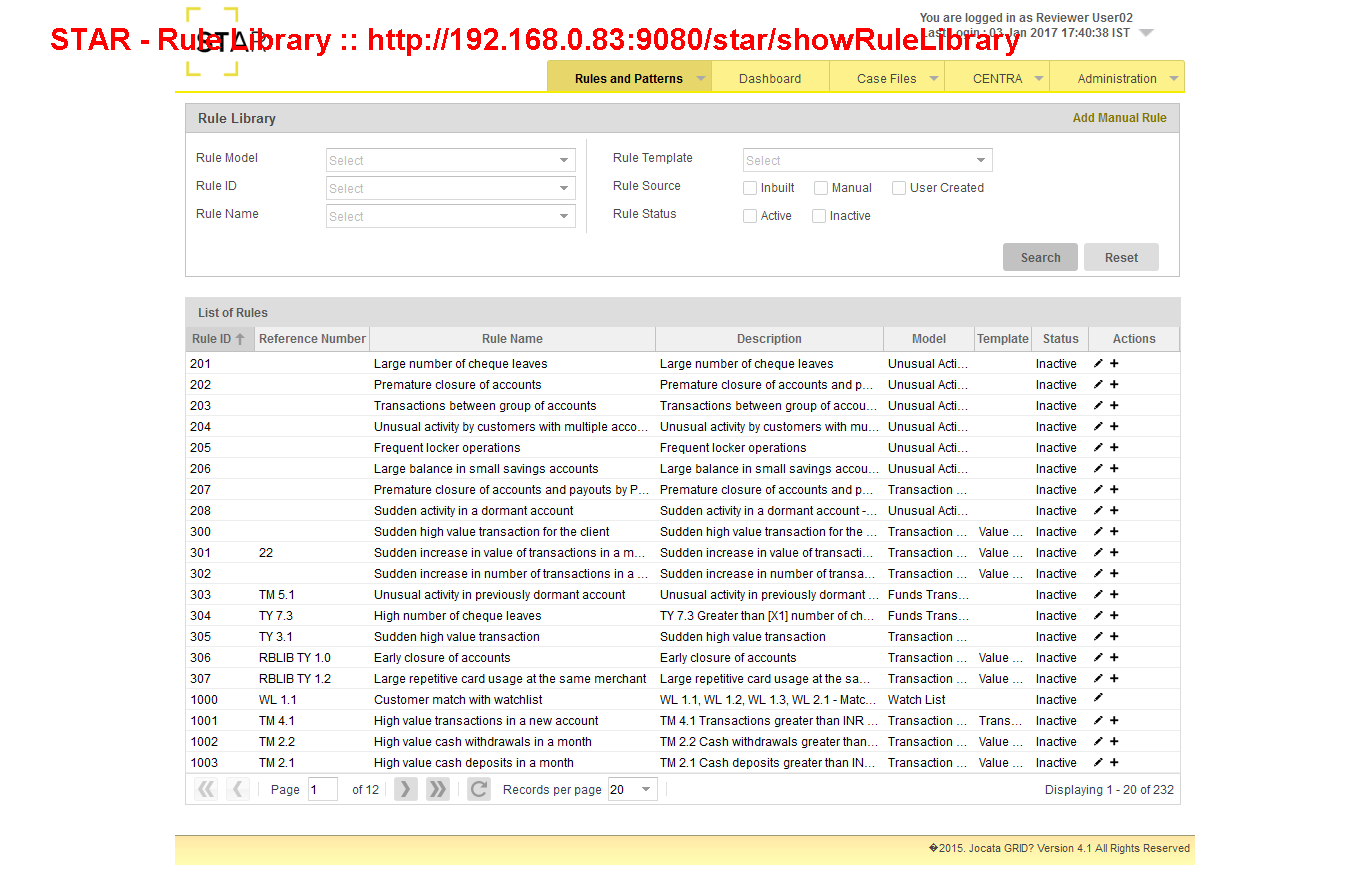 You are logged in as Reviewer User02
STAR - Rule Library :: http://192.168.0.83:9080/star/showRuleLibrary
STAR
Last Login : 03 Jan 2017 17:40:38 IST
Rules and Patterns Dashboard Case Files CENTRA Administration
Rule Library Add Manual Rule
Rule Model Select Rule Template Select
Rule ID Select Rule Source Inbuilt Manual User Created
Rule Name Select Rule Status Active Inactive
Search Reset
List of Rules
Rule ID Reference Number Rule Name Description Model Template Status Actions
201 Large number of cheque leaves Large number of cheque leaves Unusual Acti... Inactive
202 Premature closure of accounts Premature closure of accounts and p... Unusual Acti... Inactive
203 Transactions between group of accounts Transactions between group of accou... Unusual Acti... Inactive
204 Unusual activity by customers with multiple acco... Unusual activity by customers with mu... Unusual Acti... Inactive
205 Frequent locker operations Frequent locker operations Unusual Acti... Inactive
206 Large balance in small savings accounts Large balance in small savings accou... Unusual Acti... Inactive
207 Premature closure of accounts and payouts by P... Premature closure of accounts and p... Transaction ... Inactive
208 Sudden activity in a dormant account Sudden activity in a dormant account -... Unusual Acti... Inactive
300 Sudden high value transaction for the client Sudden high value transaction for the ... Transaction ... Value ... Inactive
301 22 Sudden increase in value of transactions in a m... Sudden increase in value of transacti... Transaction ... Value ... Inactive
302 Sudden increase in number of transactions in a ... Sudden increase in number of transa... Transaction ... Value ... Inactive
303 TM 5.1 Unusual activity in previously dormant account Unusual activity in previously dormant ... Funds Trans... Inactive
304 TY 7.3 High number of cheque leaves TY 7.3 Greater than [X1] number of ch... Funds Trans... Inactive
305 TY 3.1 Sudden high value transaction Sudden high value transaction Transaction ... Inactive
306 RBLIB TY 1.0 Early closure of accounts Early closure of accounts Transaction ... Value ... Inactive
307 RBLIB TY 1.2 Large repetitive card usage at the same merchant Large repetitive card usage at the sa... Transaction ... Value ... Inactive
1000 WL 1.1 Customer match with watchlist WL 1.1, WL 1.2, WL 1.3, WL 2.1 - Matc... Watch List Inactive
1001 TM 4.1 High value transactions in a new account TM 4.1 Transactions greater than INR ... Transaction ... Trans... Inactive
1002 TM 2.2 High value cash withdrawals in a month TM 2.2 Cash withdrawals greater than... Transaction ... Value ... Inactive
1003 TM 2.1 High value cash deposits in a month TM 2.1 Cash deposits greater than IN... Transaction ... Value ... Inactive
Page 1 of 12 Records per page 20 Displaying 1 - 20 of 232
�2015. Jocata GRID? Version 4.1 All Rights Reserved